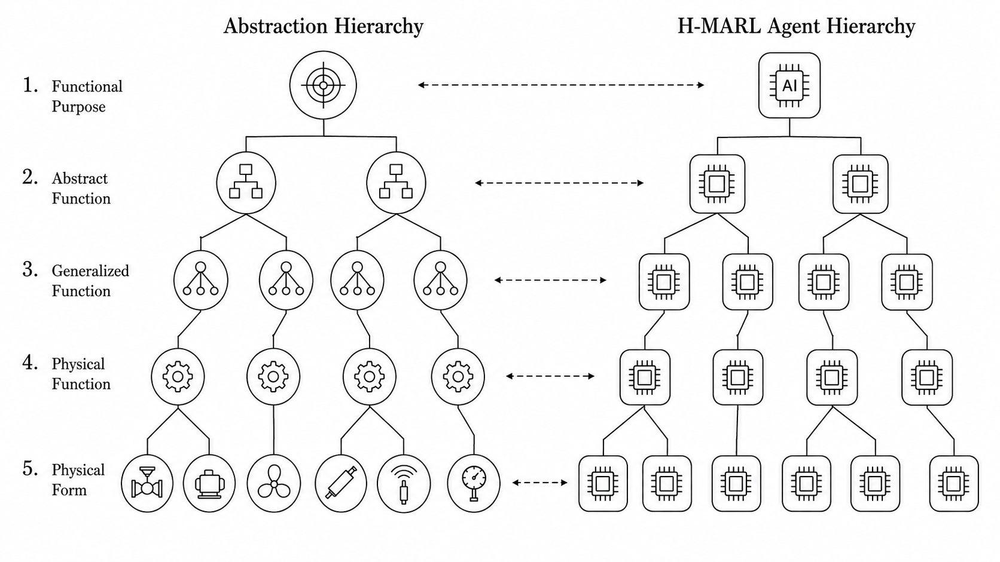 Abstraction Hierarchy
H-MARL Agent Hierarchy
1. Functional
Purpose
AI
2. Abstract
Function
3. Generalized
Function
4. Physical
Function
5. Physical
Form